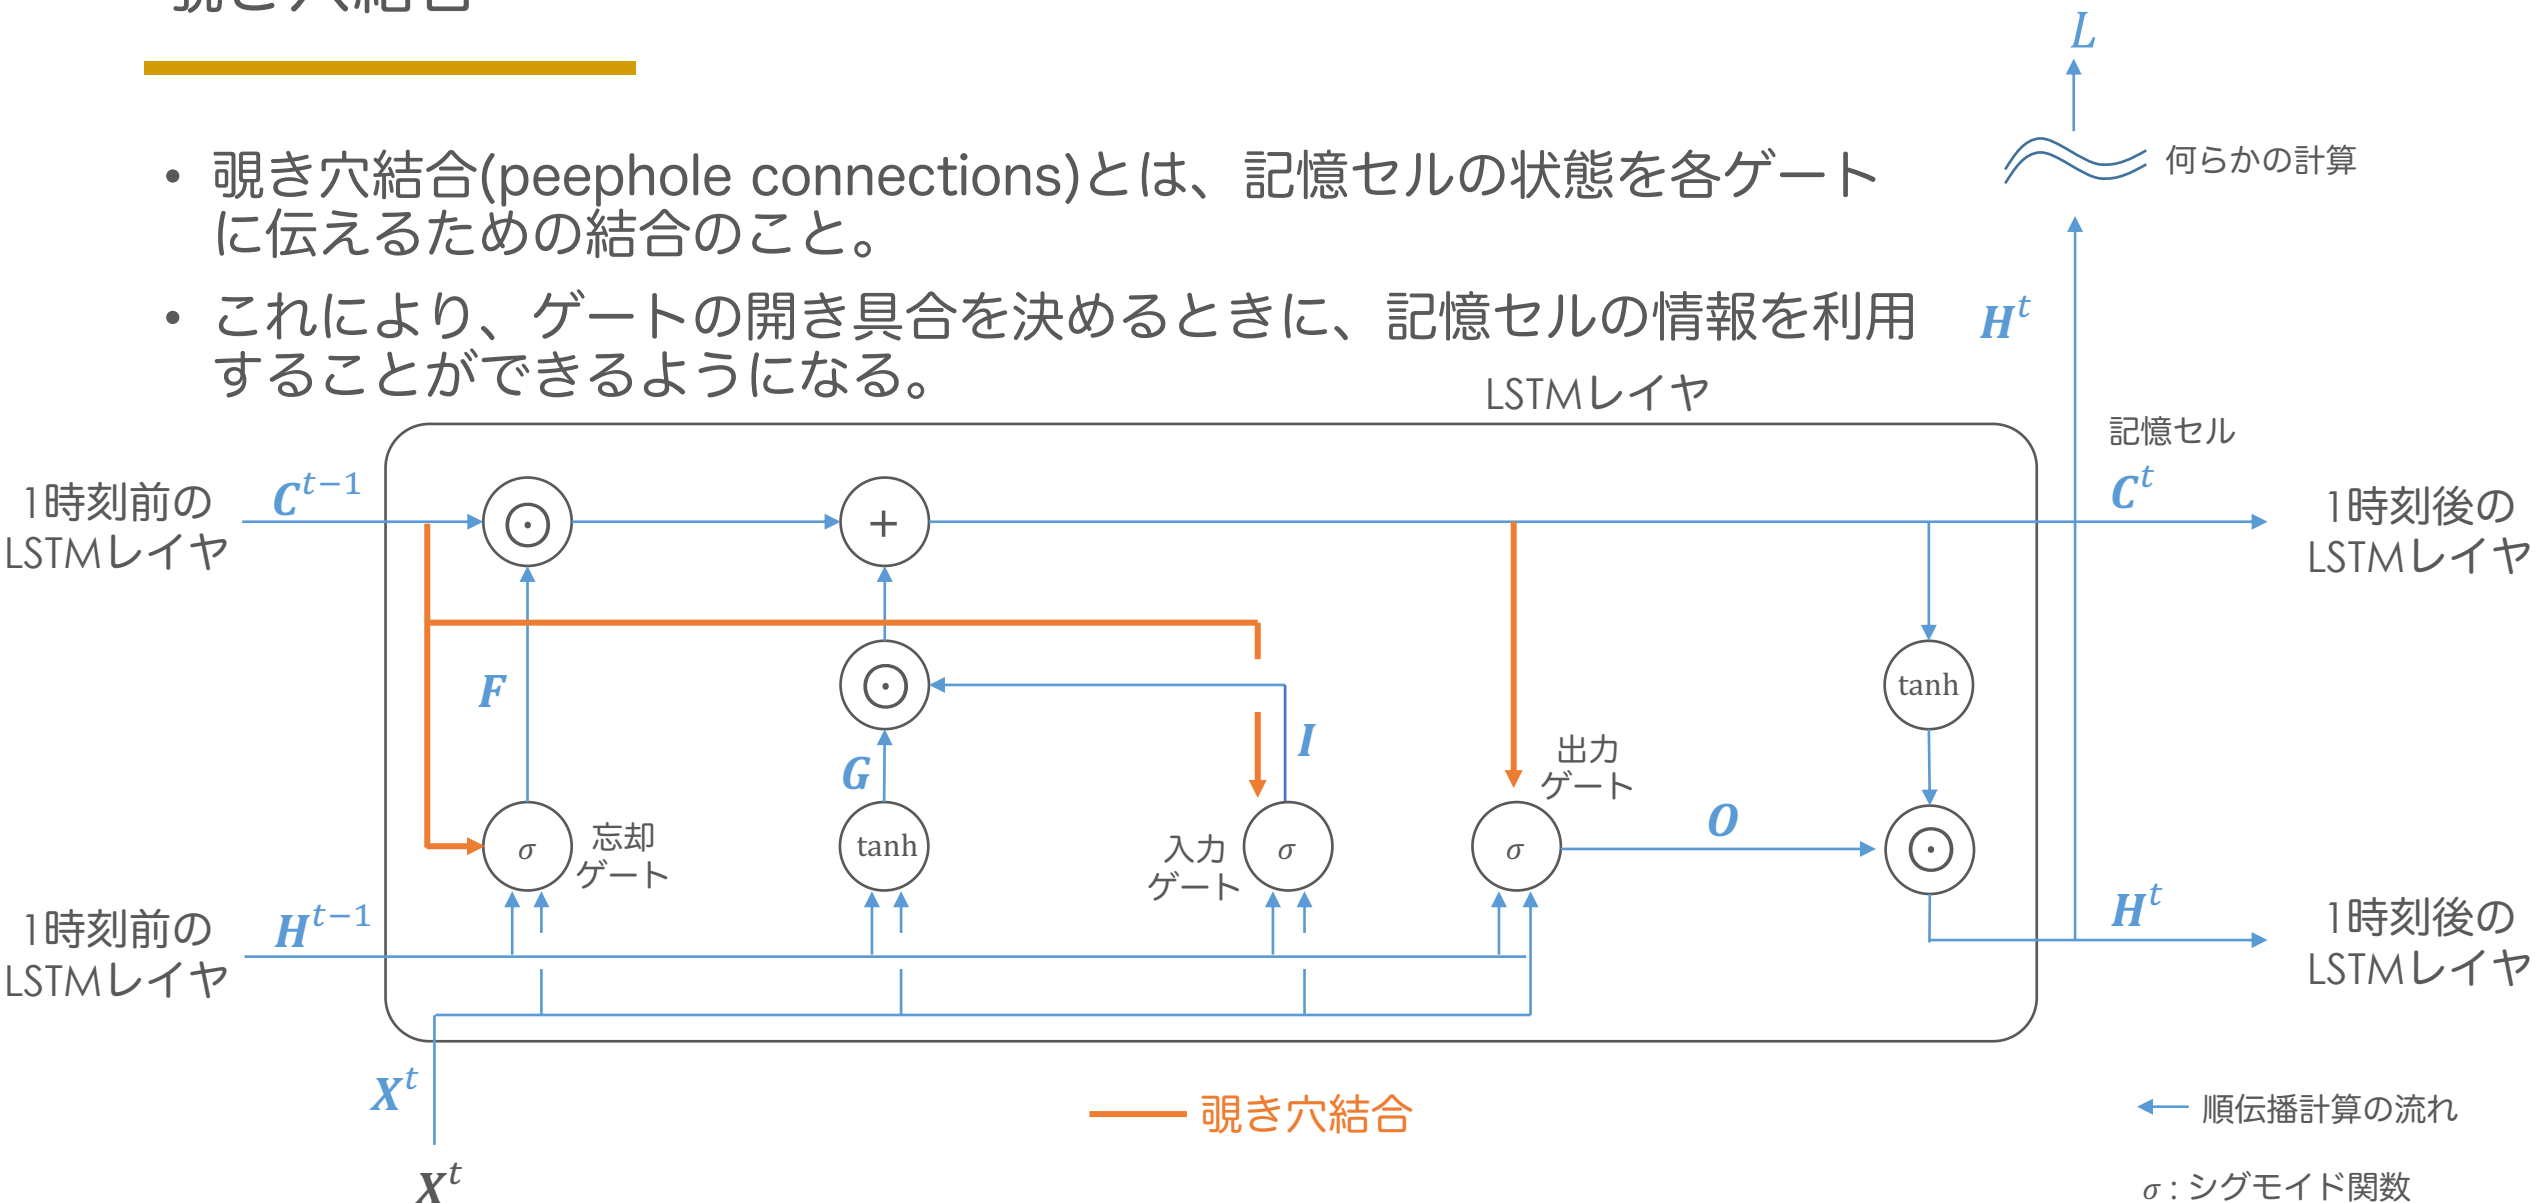 覗き穴結合
• 覗き穴結合(peephole connections)とは、記憶セルの状態を各ゲート
に伝えるための結合のこと。
• これにより、ゲートの開き具合を決めるときに、記憶セルの情報を利用
することができるようになる。
L
何らかの計算
H^t
LSTMレイヤ
記憶セル
1時刻前の
LSTMレイヤ
C^{t−1}
⊙
+
C^t
1時刻後の
LSTMレイヤ
F
⊙
I
tanh
G
出力
ゲート
σ
忘却
ゲート
tanh
入力
ゲート
σ
σ
O
⊙
1時刻前の
LSTMレイヤ
H^{t−1}
H^t
1時刻後の
LSTMレイヤ
X^t
覗き穴結合
順伝播計算の流れ
X^t
σ : シグモイド関数